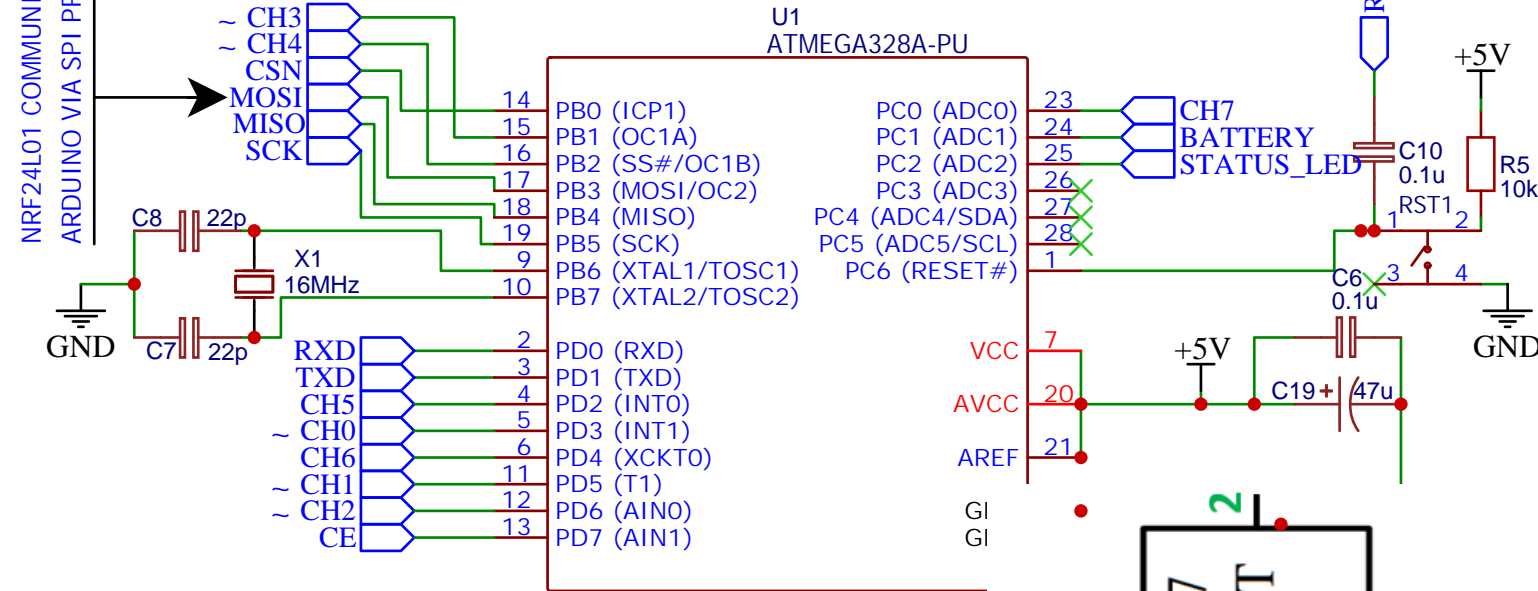 NRF24L01 COMMUNI
ARDUINO VIA SPI PR
~ CH3
~ CH4
CSN
MOSI
MISO
SCK
C8
22p
X1
16MHz
GND
C7
22p
RXD
TXD
CH5
~ CH0
CH6
~ CH1
~ CH2
CE
U1
ATMEGA328A-PU
14 PB0 (ICP1)
15 PB1 (OC1A)
16 PB2 (SS#/OC1B)
17 PB3 (MOSI/OC2)
18 PB4 (MISO)
19 PB5 (SCK)
9 PB6 (XTAL1/TOSC1)
10 PB7 (XTAL2/TOSC2)
2 PD0 (RXD)
3 PD1 (TXD)
4 PD2 (INT0)
5 PD3 (INT1)
6 PD4 (XCKT0)
11 PD5 (T1)
12 PD6 (AIN0)
13 PD7 (AIN1)
PC0 (ADC0) 23 CH7
PC1 (ADC1) 24 BATTERY
PC2 (ADC2) 25 STATUS_LED
PC3 (ADC3) 26
PC4 (ADC4/SDA) 27
PC5 (ADC5/SCL) 28
PC6 (RESET#) 1
VCC 7
AVCC 20
AREF 21
R
+5V
C10
0.1u
R5
10k
RST1
1 2
3 4
C6
0.1u
GND
+5V
C19 + 47u
2
T